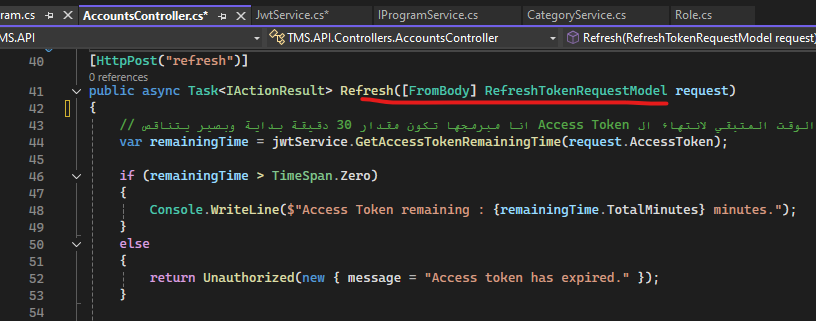 ram.cs
AccountsController.cs*
JwtService.cs*
IProgramService.cs
CategoryService.cs
Role.cs
MS.API
TMS.API.Controllers.AccountsController
Refresh(RefreshTokenRequestModel request)
40 [HttpPost("refresh")]
0 references
41 public async Task<IActionResult> Refresh([FromBody] RefreshTokenRequestModel request)
42 {
43 // الوقت المتبقي لانتهاء ال Access Token انا مبرمجها تكون مقدار 30 دقيقة بداية وبصير يتناقص
44 var remainingTime = jwtService.GetAccessTokenRemainingTime(request.AccessToken);
45
46 if (remainingTime > TimeSpan.Zero)
47 {
48 Console.WriteLine($"Access Token remaining : {remainingTime.TotalMinutes} minutes.");
49 }
50 else
51 {
52 return Unauthorized(new { message = "Access token has expired." });
53 }
54